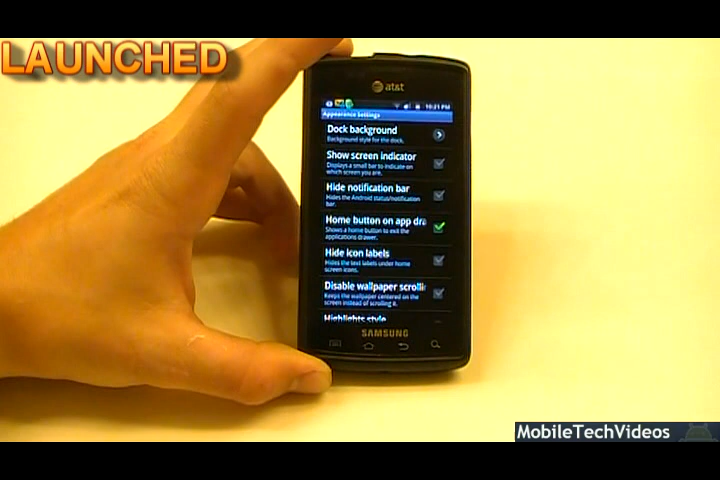 LAUNCHED
at&t
10:21 PM
Appearance Settings
Dock background
Background style for the dock.
Show screen indicator
Displays a small bar to indicate on
which screen you are.
Hide notification bar
Hides the Android status/notification
bar.
Home button on app dra
Shows a home button to exit the
applications drawer.
Hide icon labels
Hides the text labels under home
screen icons.
Disable wallpaper scrolli
Keeps the wallpaper centered on the
screen instead of scrolling it.
Highlights style
SAMSUNG
MobileTechVideos